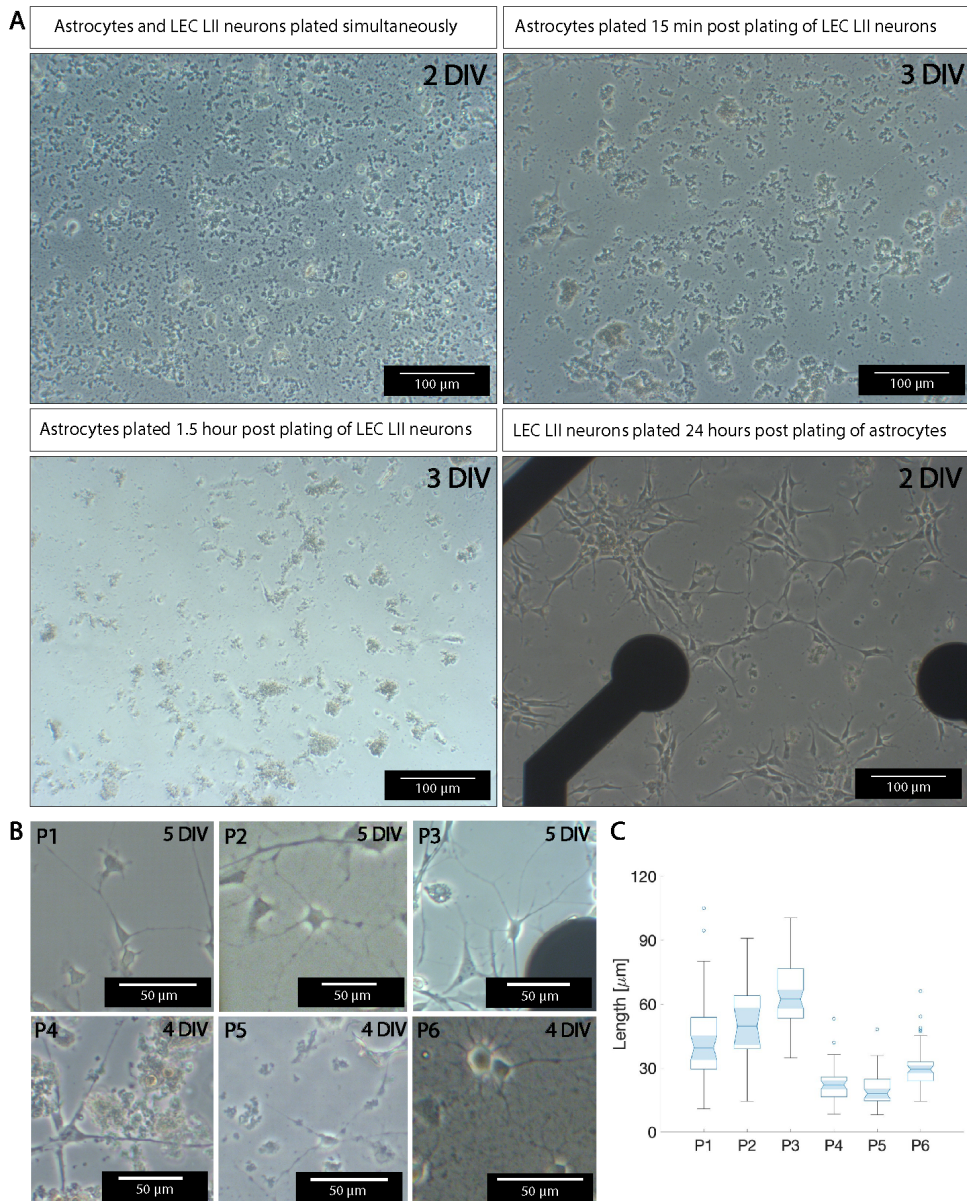 A
Astrocytes and LEC LII neurons plated simultaneously
Astrocytes plated 15 min post plating of LEC LII neurons
2 DIV
3 DIV
100 µm
100 µm
Astrocytes plated 1.5 hour post plating of LEC LII neurons
LEC LII neurons plated 24 hours post plating of astrocytes
3 DIV
2 DIV
100 µm
100 µm
B
P1
5 DIV
P2
5 DIV
P3
5 DIV
50 µm
50 µm
50 µm
P4
4 DIV
P5
4 DIV
P6
4 DIV
50 µm
50 µm
50 µm
C
Length [µm]
120
90
60
30
0
P1 P2 P3 P4 P5 P6